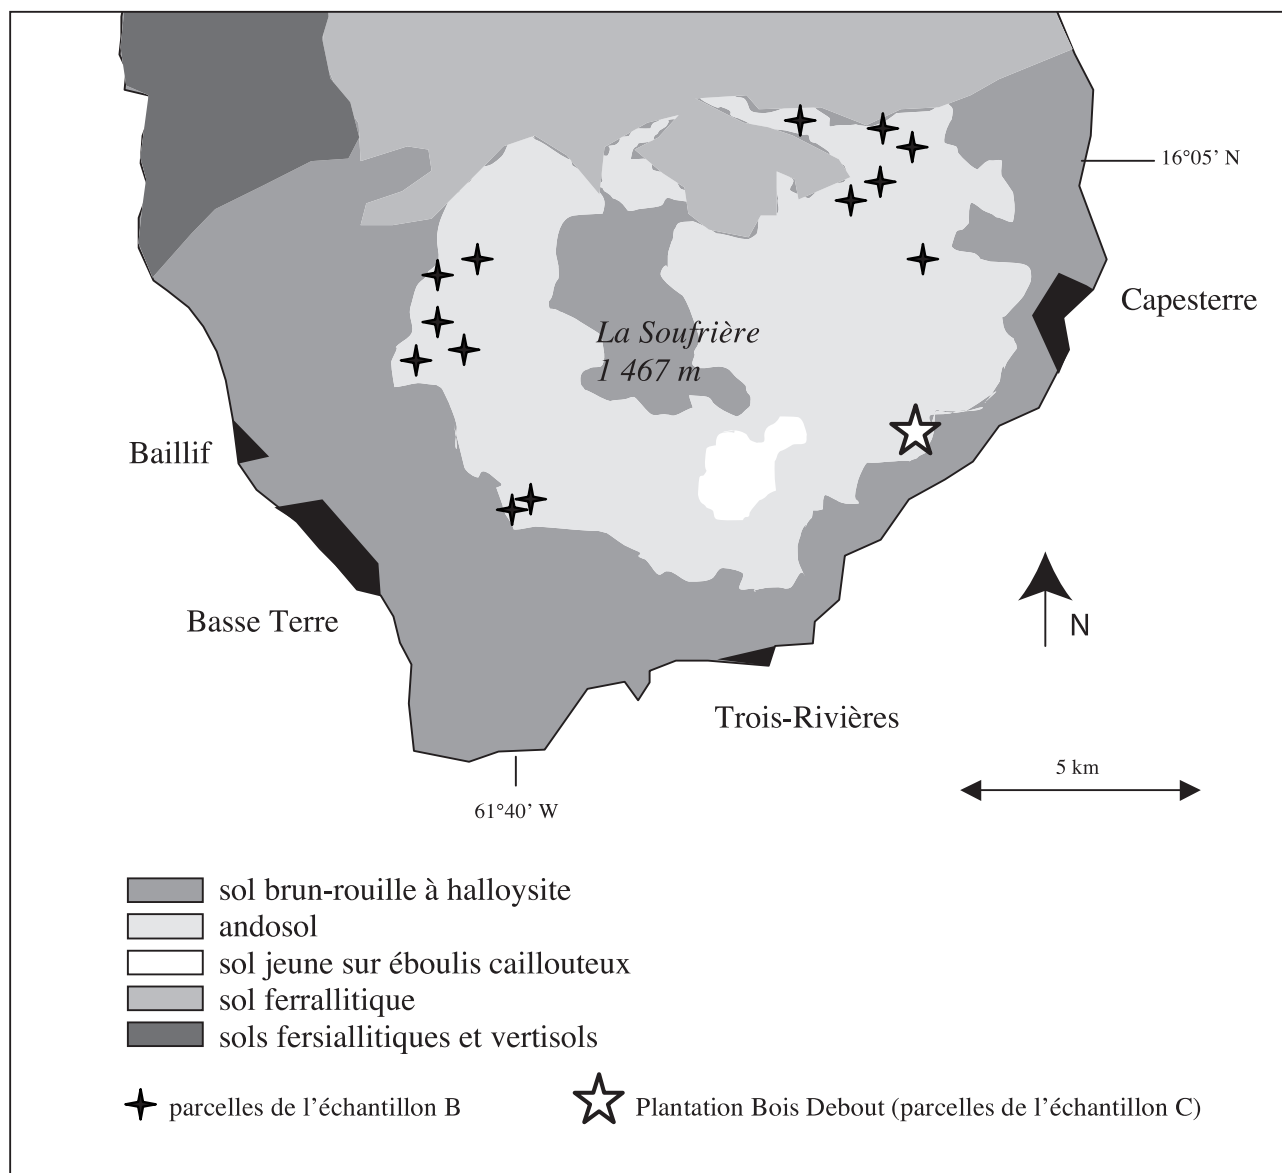 16°05’ N
Capesterre
La Soufrière
1 467 m
Baillif
Basse Terre
N
Trois-Rivières
5 km
61°40’ W
sol brun-rouille à halloysite
andosol
sol jeune sur éboulis caillouteux
sol ferrallitique
sols fersiallitiques et vertisols
parcelles de l’échantillon B
Plantation Bois Debout (parcelles de l’échantillon C)